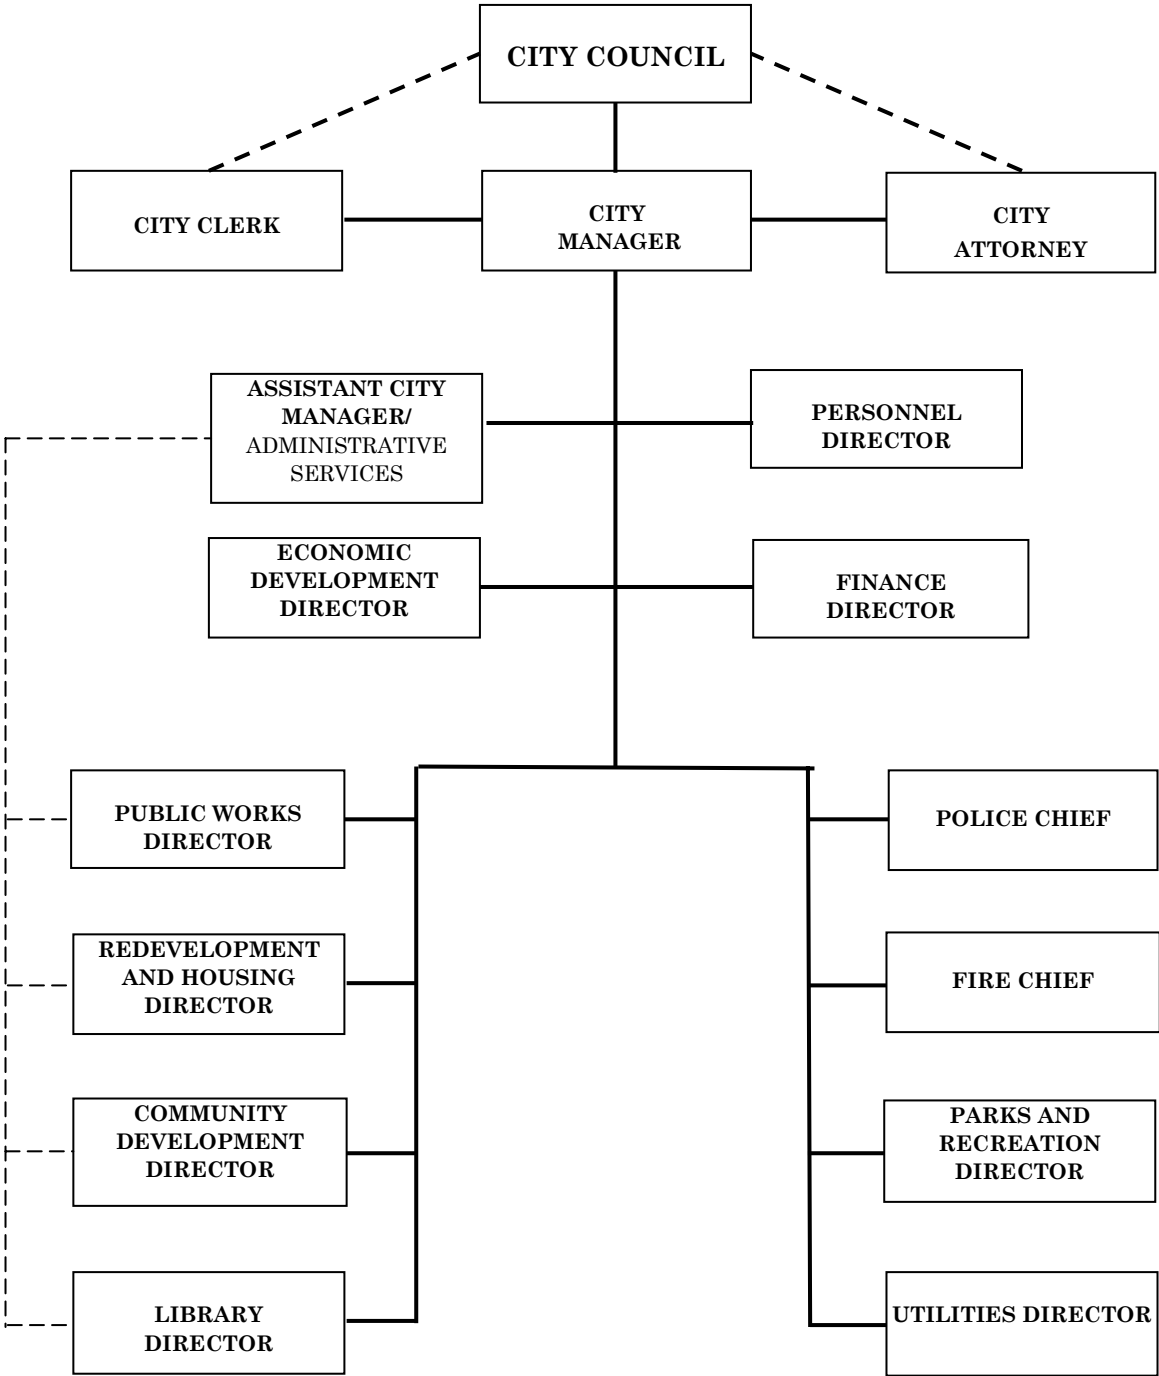 CITY COUNCIL
CITY CLERK
CITY
MANAGER
CITY
ATTORNEY
ASSISTANT CITY
MANAGER/
ADMINISTRATIVE
SERVICES
PERSONNEL
DIRECTOR
ECONOMIC
DEVELOPMENT
DIRECTOR
FINANCE
DIRECTOR
PUBLIC WORKS
DIRECTOR
POLICE CHIEF
REDEVELOPMENT
AND HOUSING
DIRECTOR
FIRE CHIEF
COMMUNITY
DEVELOPMENT
DIRECTOR
PARKS AND
RECREATION
DIRECTOR
LIBRARY
DIRECTOR
UTILITIES DIRECTOR